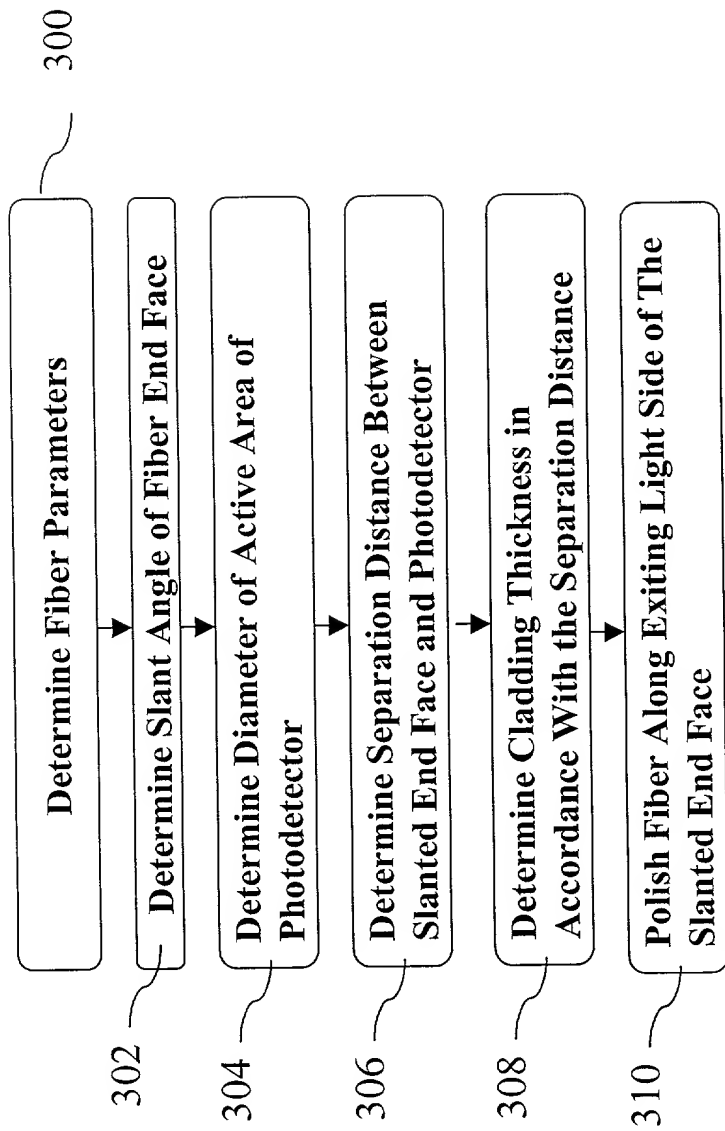 300
Determine Fiber Parameters
302
Determine Slant Angle of Fiber End Face
304
Determine Diameter of Active Area of
Photodetector
306
Determine Separation Distance Between
Slanted End Face and Photodetector
308
Determine Cladding Thickness in
Accordance With the Separation Distance
310
Polish Fiber Along Exiting Light Side of The
Slanted End Face